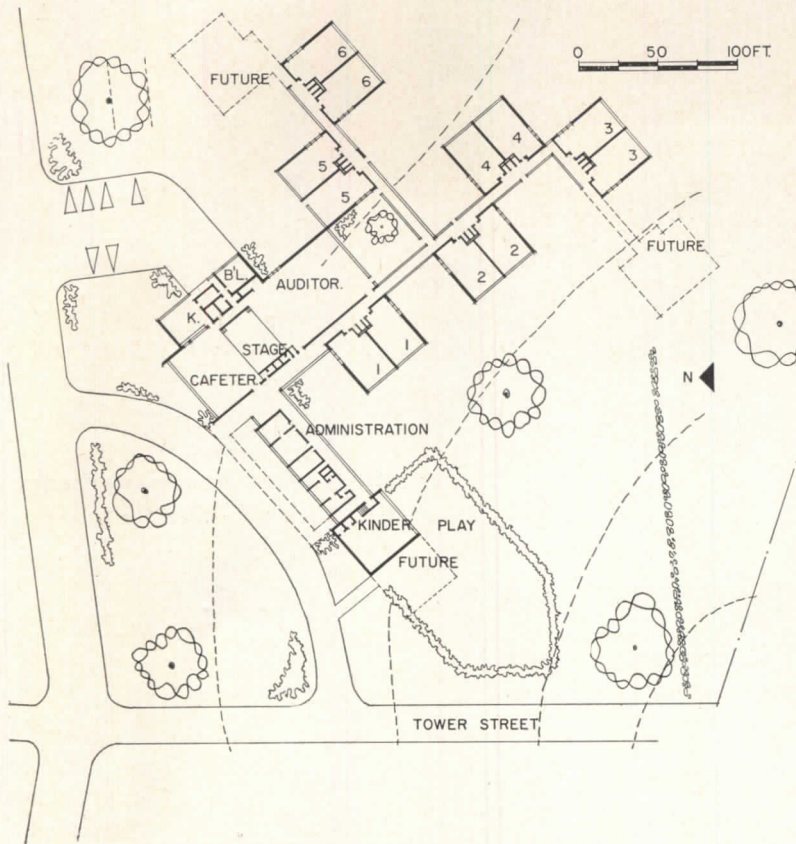 6
6
FUTURE
0 50 100FT.
3
3
4
4
5
5
2
2
FUTURE
B'L.
AUDITOR.
K.
STAGE
1
1
CAFETER.
N
ADMINISTRATION
KINDER. PLAY
FUTURE
TOWER STREET